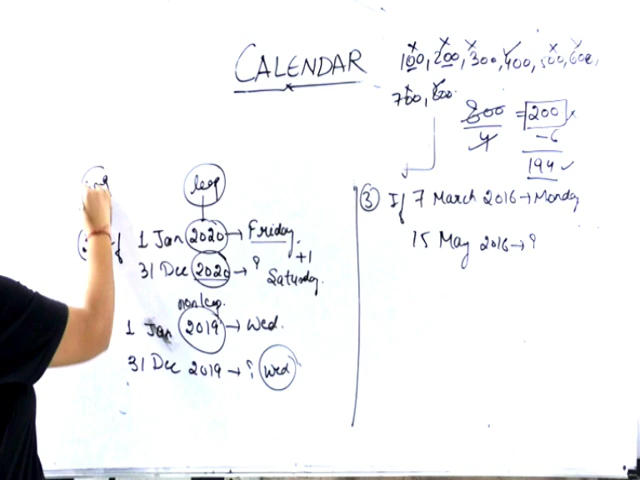 CALENDAR
100, 200, 300, 400, 500, 600,
700, 800
800/4 = 200
-6
194
leap
If 1 Jan 2020 → Friday
+1
31 Dec 2020 → ? Saturday
nonleap
1 Jan 2019 → Wed.
31 Dec 2019 → ? Wed
③ If 7 March 2016 → Monday
15 May 2016 → ?